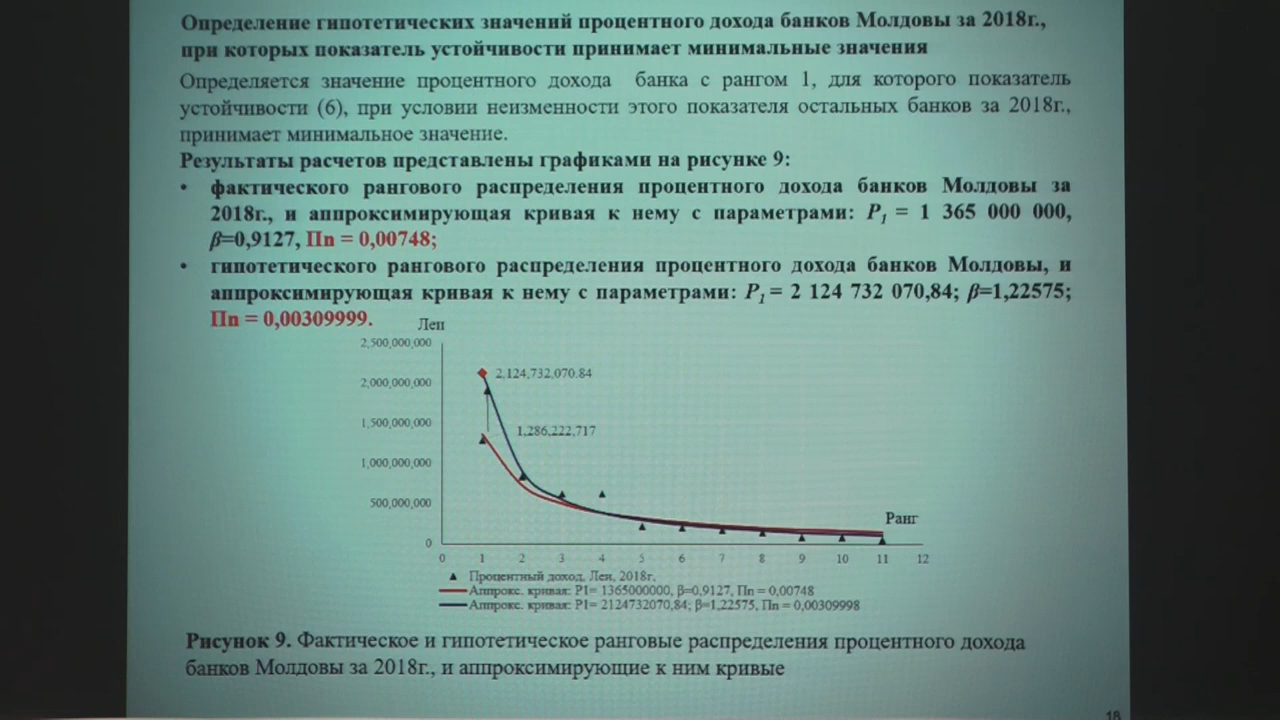 Определение гипотетических значений процентного дохода банков Молдовы за 2018г.,
при которых показатель устойчивости принимает минимальные значения
Определяется значение процентного дохода банка с рангом 1, для которого показатель
устойчивости (6), при условии неизменности этого показателя остальных банков за 2018г.,
принимает минимальное значение.
Результаты расчетов представлены графиками на рисунке 9:
• фактического рангового распределения процентного дохода банков Молдовы за
2018г., и аппроксимирующая кривая к нему с параметрами: P1 = 1 365 000 000,
β=0,9127, Пп = 0,00748;
• гипотетического рангового распределения процентного дохода банков Молдовы, и
аппроксимирующая кривая к нему с параметрами: P1 = 2 124 732 070,84; β=1,22575;
Пп = 0,00309999.
Леи
2,500,000,000
2,000,000,000
1,500,000,000
1,000,000,000
500,000,000
0
2,124,732,070.84
1,286,222,717
Ранг
0 1 2 3 4 5 6 7 8 9 10 11 12
Процентный доход, Леи, 2018г.
Аппрокс. кривая: P1= 1365000000, β=0,9127, Пп = 0,00748
Аппрокс. кривая: P1= 2124732070,84; β=1,22575, Пп = 0,00309998
Рисунок 9. Фактическое и гипотетическое ранговые распределения процентного дохода
банков Молдовы за 2018г., и аппроксимирующие к ним кривые